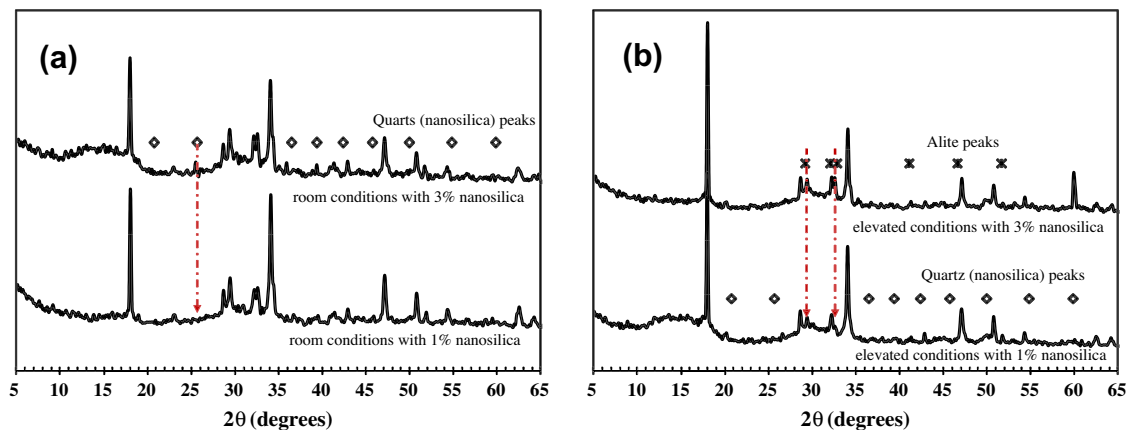 (a)
Quarts (nanosilica) peaks
room conditions with 3% nanosilica
room conditions with 1% nanosilica
5 10 15 20 25 30 35 40 45 50 55 60 65
2θ (degrees)
(b)
Alite peaks
elevated conditions with 3% nanosilica
Quartz (nanosilica) peaks
elevated conditions with 1% nanosilica
5 10 15 20 25 30 35 40 45 50 55 60 65
2θ (degrees)